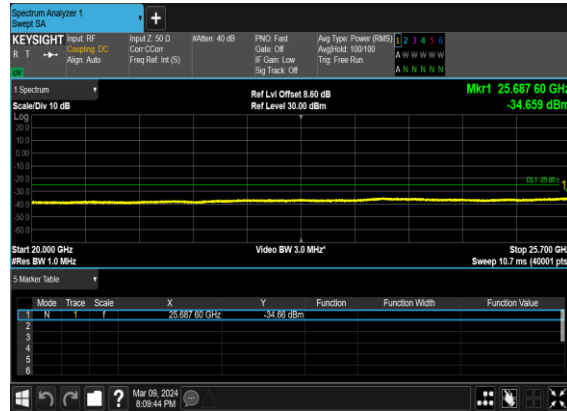 Spectrum Analyzer 1
Swept SA
+
KEYSIGHT Input: RF Input Z: 50 Ω #Atten: 40 dB PNO: Fast Avg Type: Power (RMS) 1 2 3 4 5 6
R T Coupling: DC Corr CCorr Gate: Off Avg|Hold: 100/100 A W W W W W
Align: Auto Freq Ref: Int (S) IF Gain: Low Trig: Free Run
Sig Track: Off A N N N N N
1 Spectrum Ref Lvl Offset 8.60 dB Mkr1 25.687 60 GHz
Scale/Div 10 dB Ref Level 30.00 dBm -34.659 dBm
Log
20.0
10.0
0.00
-10.0
-20.0 DL1 -25.00
-30.0 1
-40.0
-50.0
-60.0
Start 20.000 GHz Video BW 3.0 MHz* Stop 25.700 GHz
#Res BW 1.0 MHz Sweep 10.7 ms (40001 pts
5 Marker Table
Mode Trace Scale X Y Function Function Width Function Value
1 N 1 f 25.687 60 GHz -34.66 dBm
2
3
4
5
6
? Mar 09, 2024
8:09:44 PM